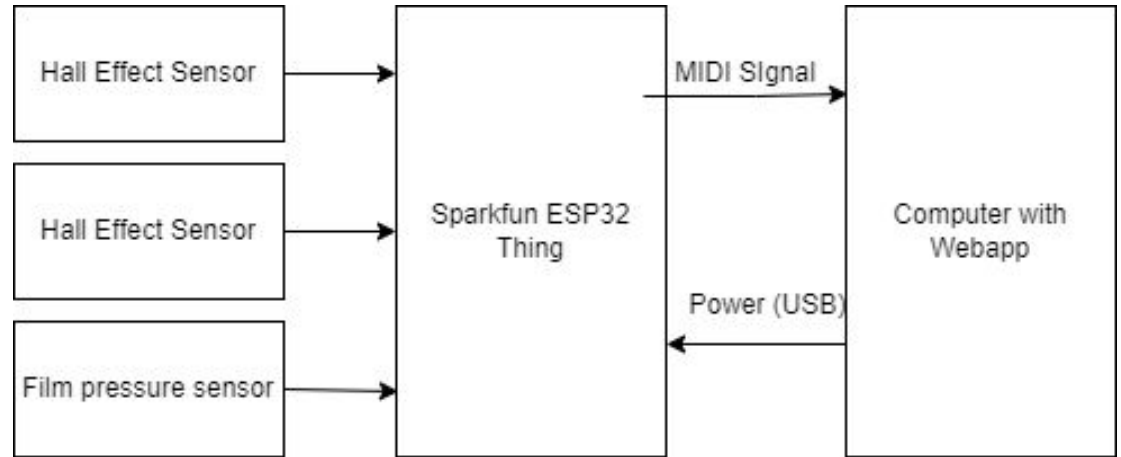 Hall Effect Sensor
Hall Effect Sensor
Film pressure sensor
Sparkfun ESP32
Thing
MIDI SIgnal
Power (USB)
Computer with
Webapp